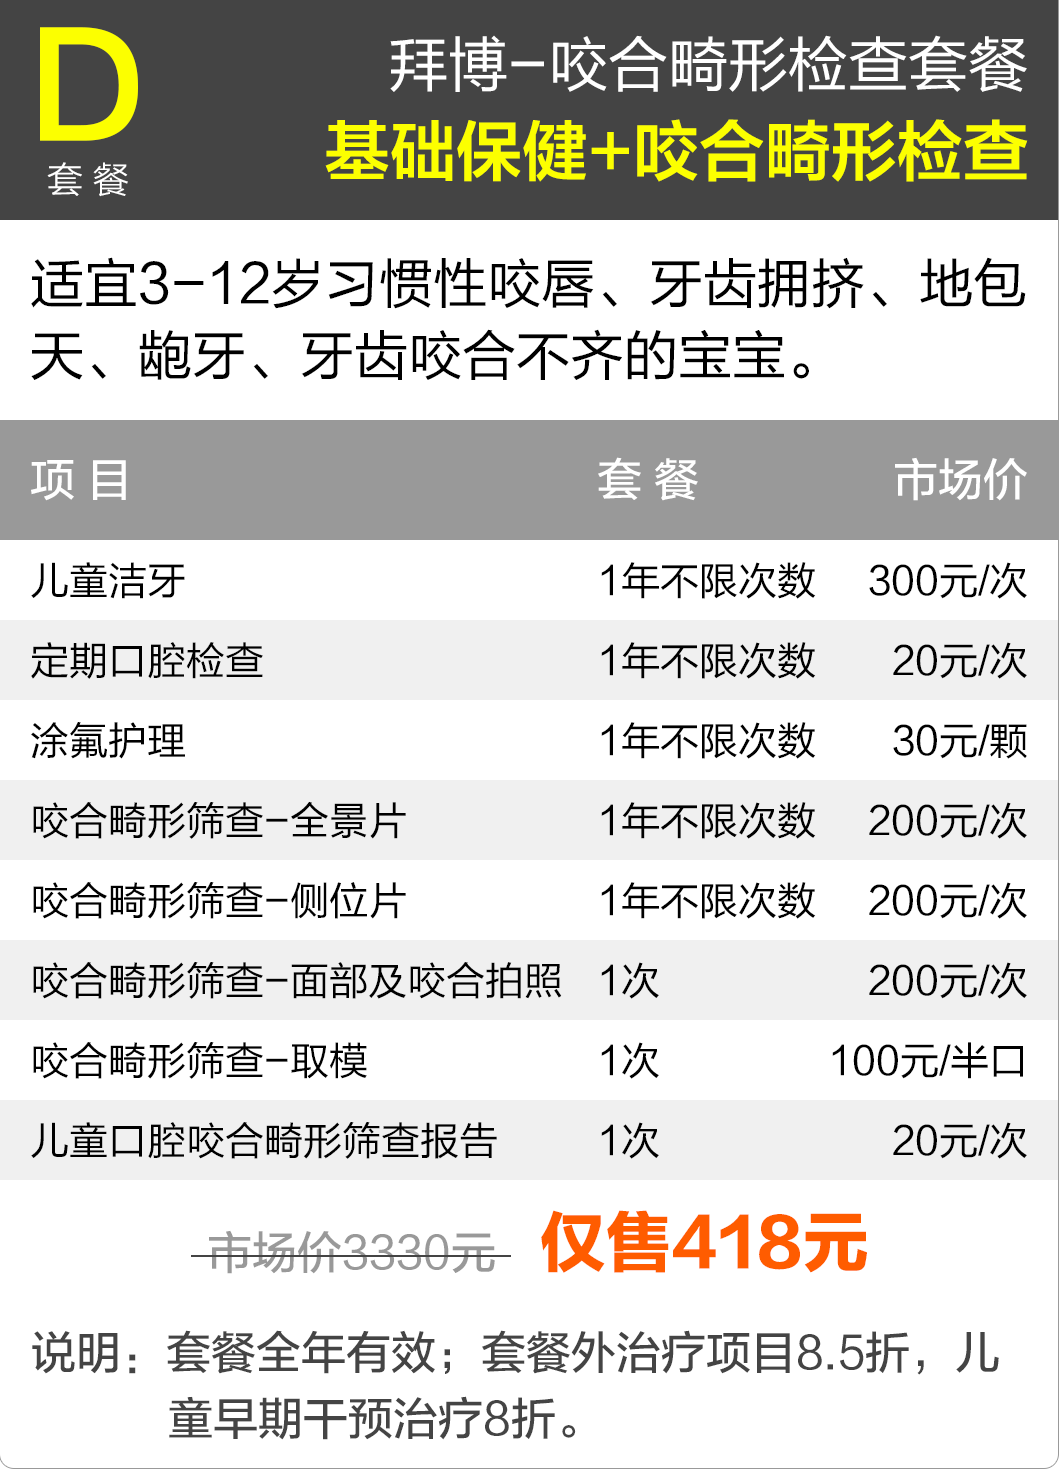 D
套餐
拜博-咬合畸形检查套餐
基础保健+咬合畸形检查
适宜3-12岁习惯性咬唇、牙齿拥挤、地包
天、龅牙、牙齿咬合不齐的宝宝。
项目 套餐 市场价
儿童洁牙 1年不限次数 300元/次
定期口腔检查 1年不限次数 20元/次
涂氟护理 1年不限次数 30元/颗
咬合畸形筛查-全景片 1年不限次数 200元/次
咬合畸形筛查-侧位片 1年不限次数 200元/次
咬合畸形筛查-面部及咬合拍照 1次 200元/次
咬合畸形筛查-取模 1次 100元/半口
儿童口腔咬合畸形筛查报告 1次 20元/次
市场价3330元 仅售418元
说明：套餐全年有效；套餐外治疗项目8.5折，儿
童早期干预治疗8折。